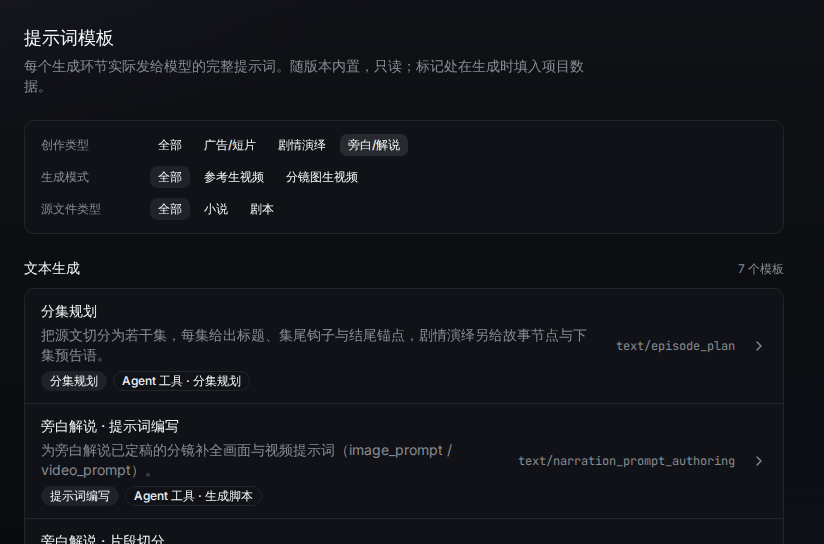 提示词模板
每个生成环节实际发给模型的完整提示词。随版本内置，只读；标记处在生成时填入项目数
据。
创作类型 全部 广告/短片 剧情演绎 旁白/解说
生成模式 全部 参考生视频 分镜图生视频
源文件类型 全部 小说 剧本
文本生成 7 个模板
分集规划
把源文切分为若干集，每集给出标题、集尾钩子与结尾锚点，剧情演绎另给故事节点与下
集预告语。
text/episode_plan
分集规划 Agent 工具 · 分集规划
旁白解说 · 提示词编写
为旁白解说已定稿的分镜补全画面与视频提示词（image_prompt /
video_prompt）。
text/narration_prompt_authoring
提示词编写 Agent 工具 · 生成脚本
旁白解说 · 片段切分